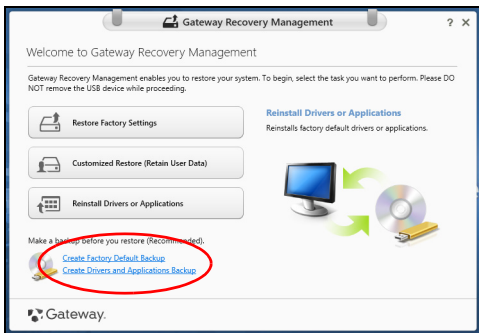 Gateway Recovery Management
? X
Welcome to Gateway Recovery Management
Gateway Recovery Management enables you to restore your system. To begin, select the task you want to perform. Please DO
NOT remove the USB device while proceeding.
Restore Factory Settings
Customized Restore (Retain User Data)
Reinstall Drivers or Applications
Reinstall Drivers or Applications
Reinstalls factory default drivers or applications.
Make a backup before you restore (Recommended).
Create Factory Default Backup
Create Drivers and Applications Backup
Gateway.